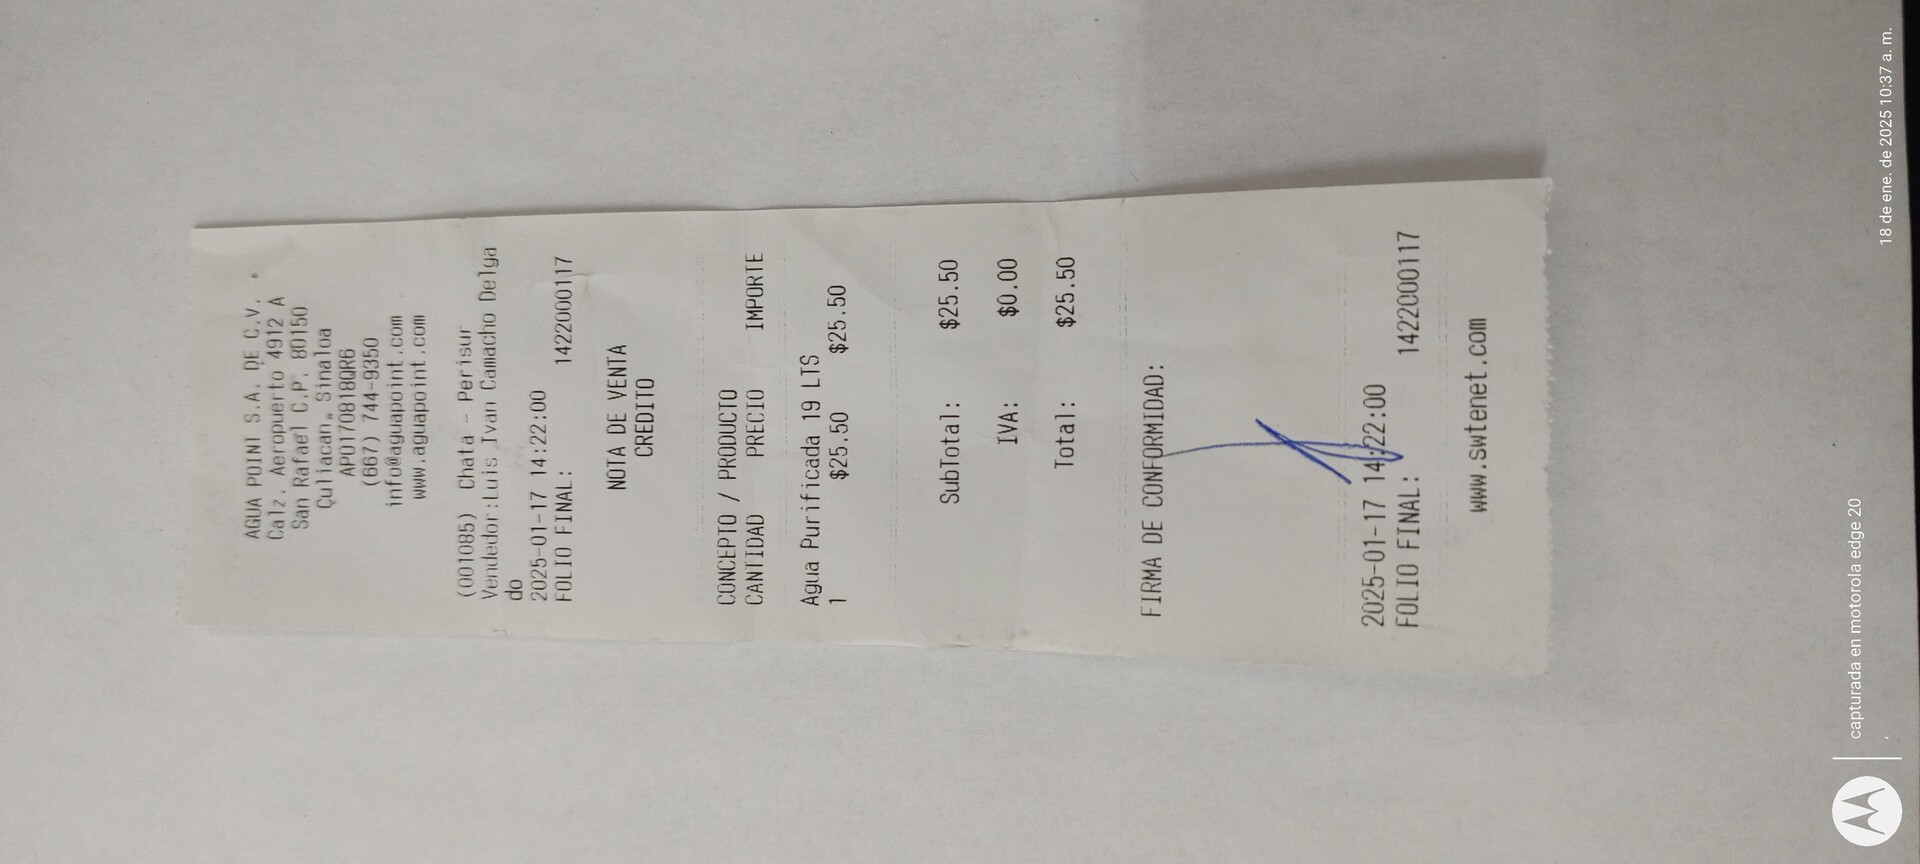 AGUA POINT S.A. DE C.V.
Calz. Aeropuerto 4912 A
San Rafael C.P. 80150
Culiacan, Sinaloa
APO170818QR6
(667) 744-9350
info@aguapoint.com
www.aguapoint.com
(001085) Chata - Perisur
Vendedor:Luis Ivan Camacho Delga
do
2025-01-17 14:22:00
FOLIO FINAL: 1422000117
NOTA DE VENTA
CREDITO
CONCEPTO / PRODUCTO
CANTIDAD PRECIO IMPORTE
Agua Purificada 19 LTS
1 $25.50 $25.50
SubTotal: $25.50
IVA: $0.00
Total: $25.50
FIRMA DE CONFORMIDAD:
2025-01-17 14:22:00
FOLIO FINAL: 1422000117
www.swtenet.com
capturada en motorola edge 20
18 de ene. de 2025 10:37 a. m.